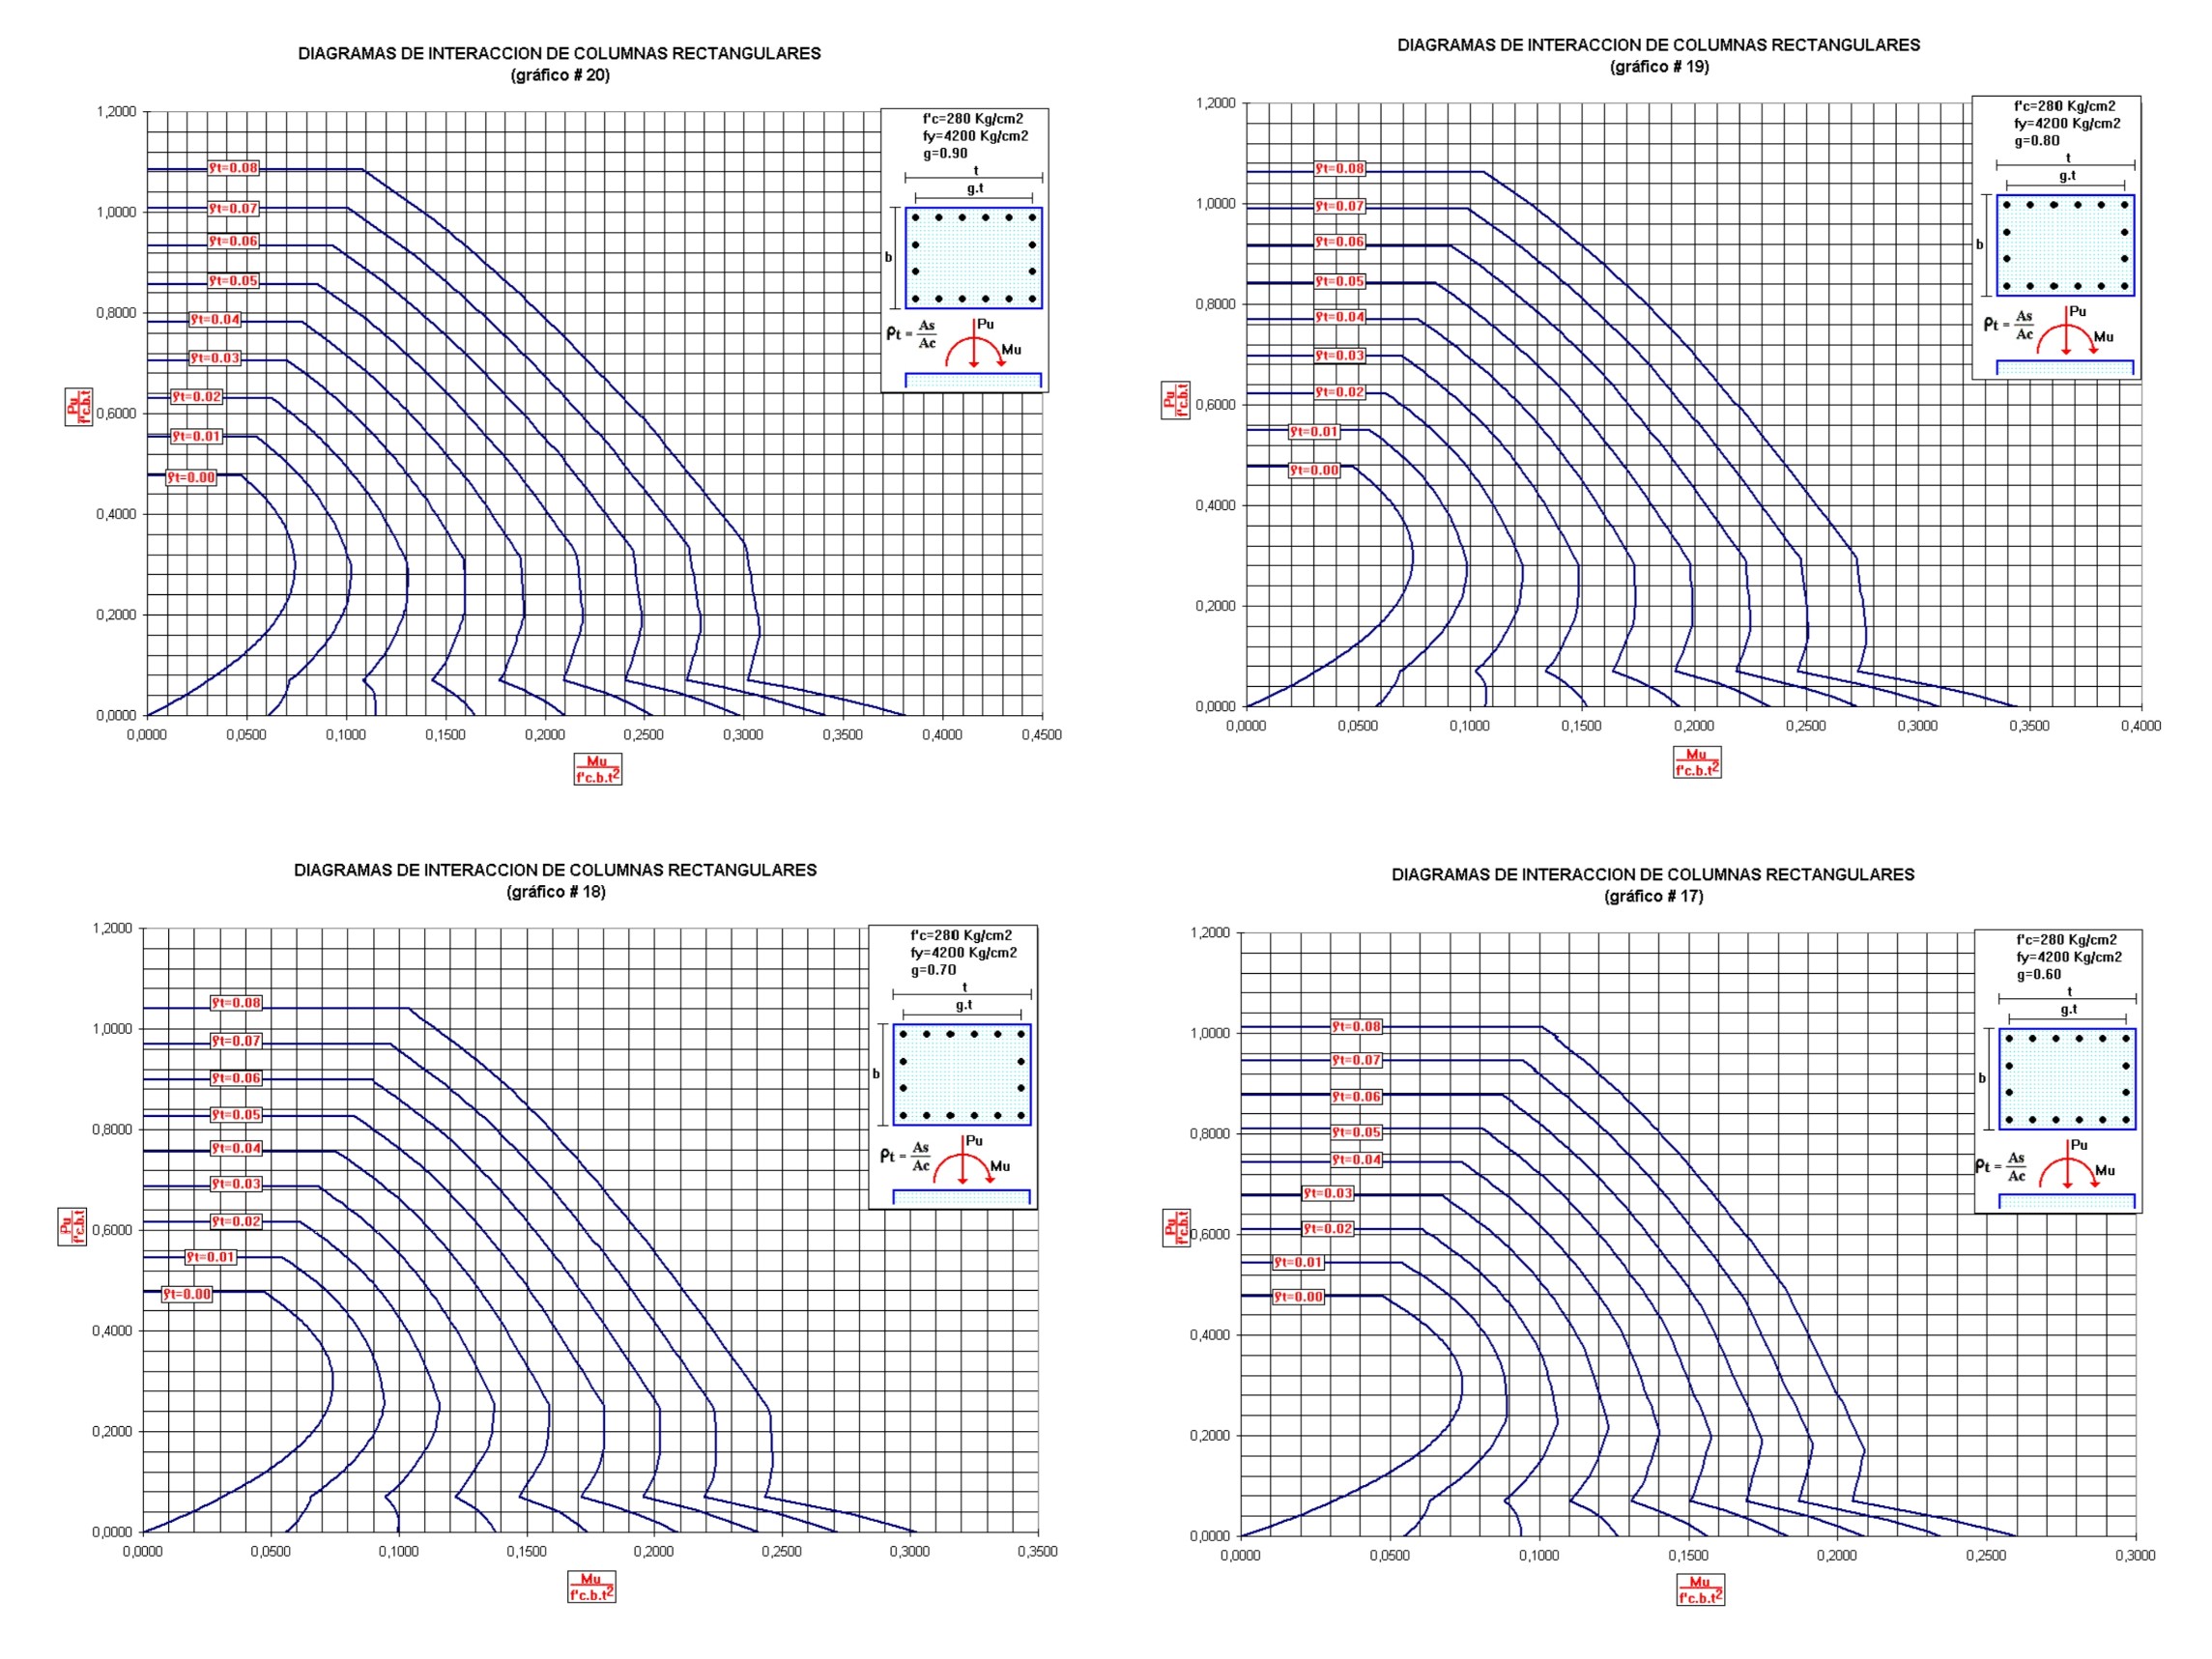 DIAGRAMAS DE INTERACCION DE COLUMNAS RECTANGULARES
(gráfico # 20)
f'c=280 Kg/cm2
fy=4200 Kg/cm2
g=0.90
t
g.t
b
ρt = As
Ac
Pu
Mu
1,2000
1,0000
0,8000
0,6000
0,4000
0,2000
0,0000
Pu
f'c.b.t
ρt=0.08
ρt=0.07
ρt=0.06
ρt=0.05
ρt=0.04
ρt=0.03
ρt=0.02
ρt=0.01
ρt=0.00
0,0000 0,0500 0,1000 0,1500 0,2000 0,2500 0,3000 0,3500 0,4000 0,4500
Mu
f'c.b.t2
DIAGRAMAS DE INTERACCION DE COLUMNAS RECTANGULARES
(gráfico # 19)
f'c=280 Kg/cm2
fy=4200 Kg/cm2
g=0.80
t
g.t
b
ρt = As
Ac
Pu
Mu
1,2000
1,0000
0,8000
0,6000
0,4000
0,2000
0,0000
Pu
f'c.b.t
ρt=0.08
ρt=0.07
ρt=0.06
ρt=0.05
ρt=0.04
ρt=0.03
ρt=0.02
ρt=0.01
ρt=0.00
0,0000 0,0500 0,1000 0,1500 0,2000 0,2500 0,3000 0,3500 0,4000
Mu
f'c.b.t2
DIAGRAMAS DE INTERACCION DE COLUMNAS RECTANGULARES
(gráfico # 18)
f'c=280 Kg/cm2
fy=4200 Kg/cm2
g=0.70
t
g.t
b
ρt = As
Ac
Pu
Mu
1,2000
1,0000
0,8000
0,6000
0,4000
0,2000
0,0000
Pu
f'c.b.t
ρt=0.08
ρt=0.07
ρt=0.06
ρt=0.05
ρt=0.04
ρt=0.03
ρt=0.02
ρt=0.01
ρt=0.00
0,0000 0,0500 0,1000 0,1500 0,2000 0,2500 0,3000 0,3500
Mu
f'c.b.t2
DIAGRAMAS DE INTERACCION DE COLUMNAS RECTANGULARES
(gráfico # 17)
f'c=280 Kg/cm2
fy=4200 Kg/cm2
g=0.60
t
g.t
b
ρt = As
Ac
Pu
Mu
1,2000
1,0000
0,8000
0,6000
0,4000
0,2000
0,0000
Pu
f'c.b.t
ρt=0.08
ρt=0.07
ρt=0.06
ρt=0.05
ρt=0.04
ρt=0.03
ρt=0.02
ρt=0.01
ρt=0.00
0,0000 0,0500 0,1000 0,1500 0,2000 0,2500 0,3000
Mu
f'c.b.t2